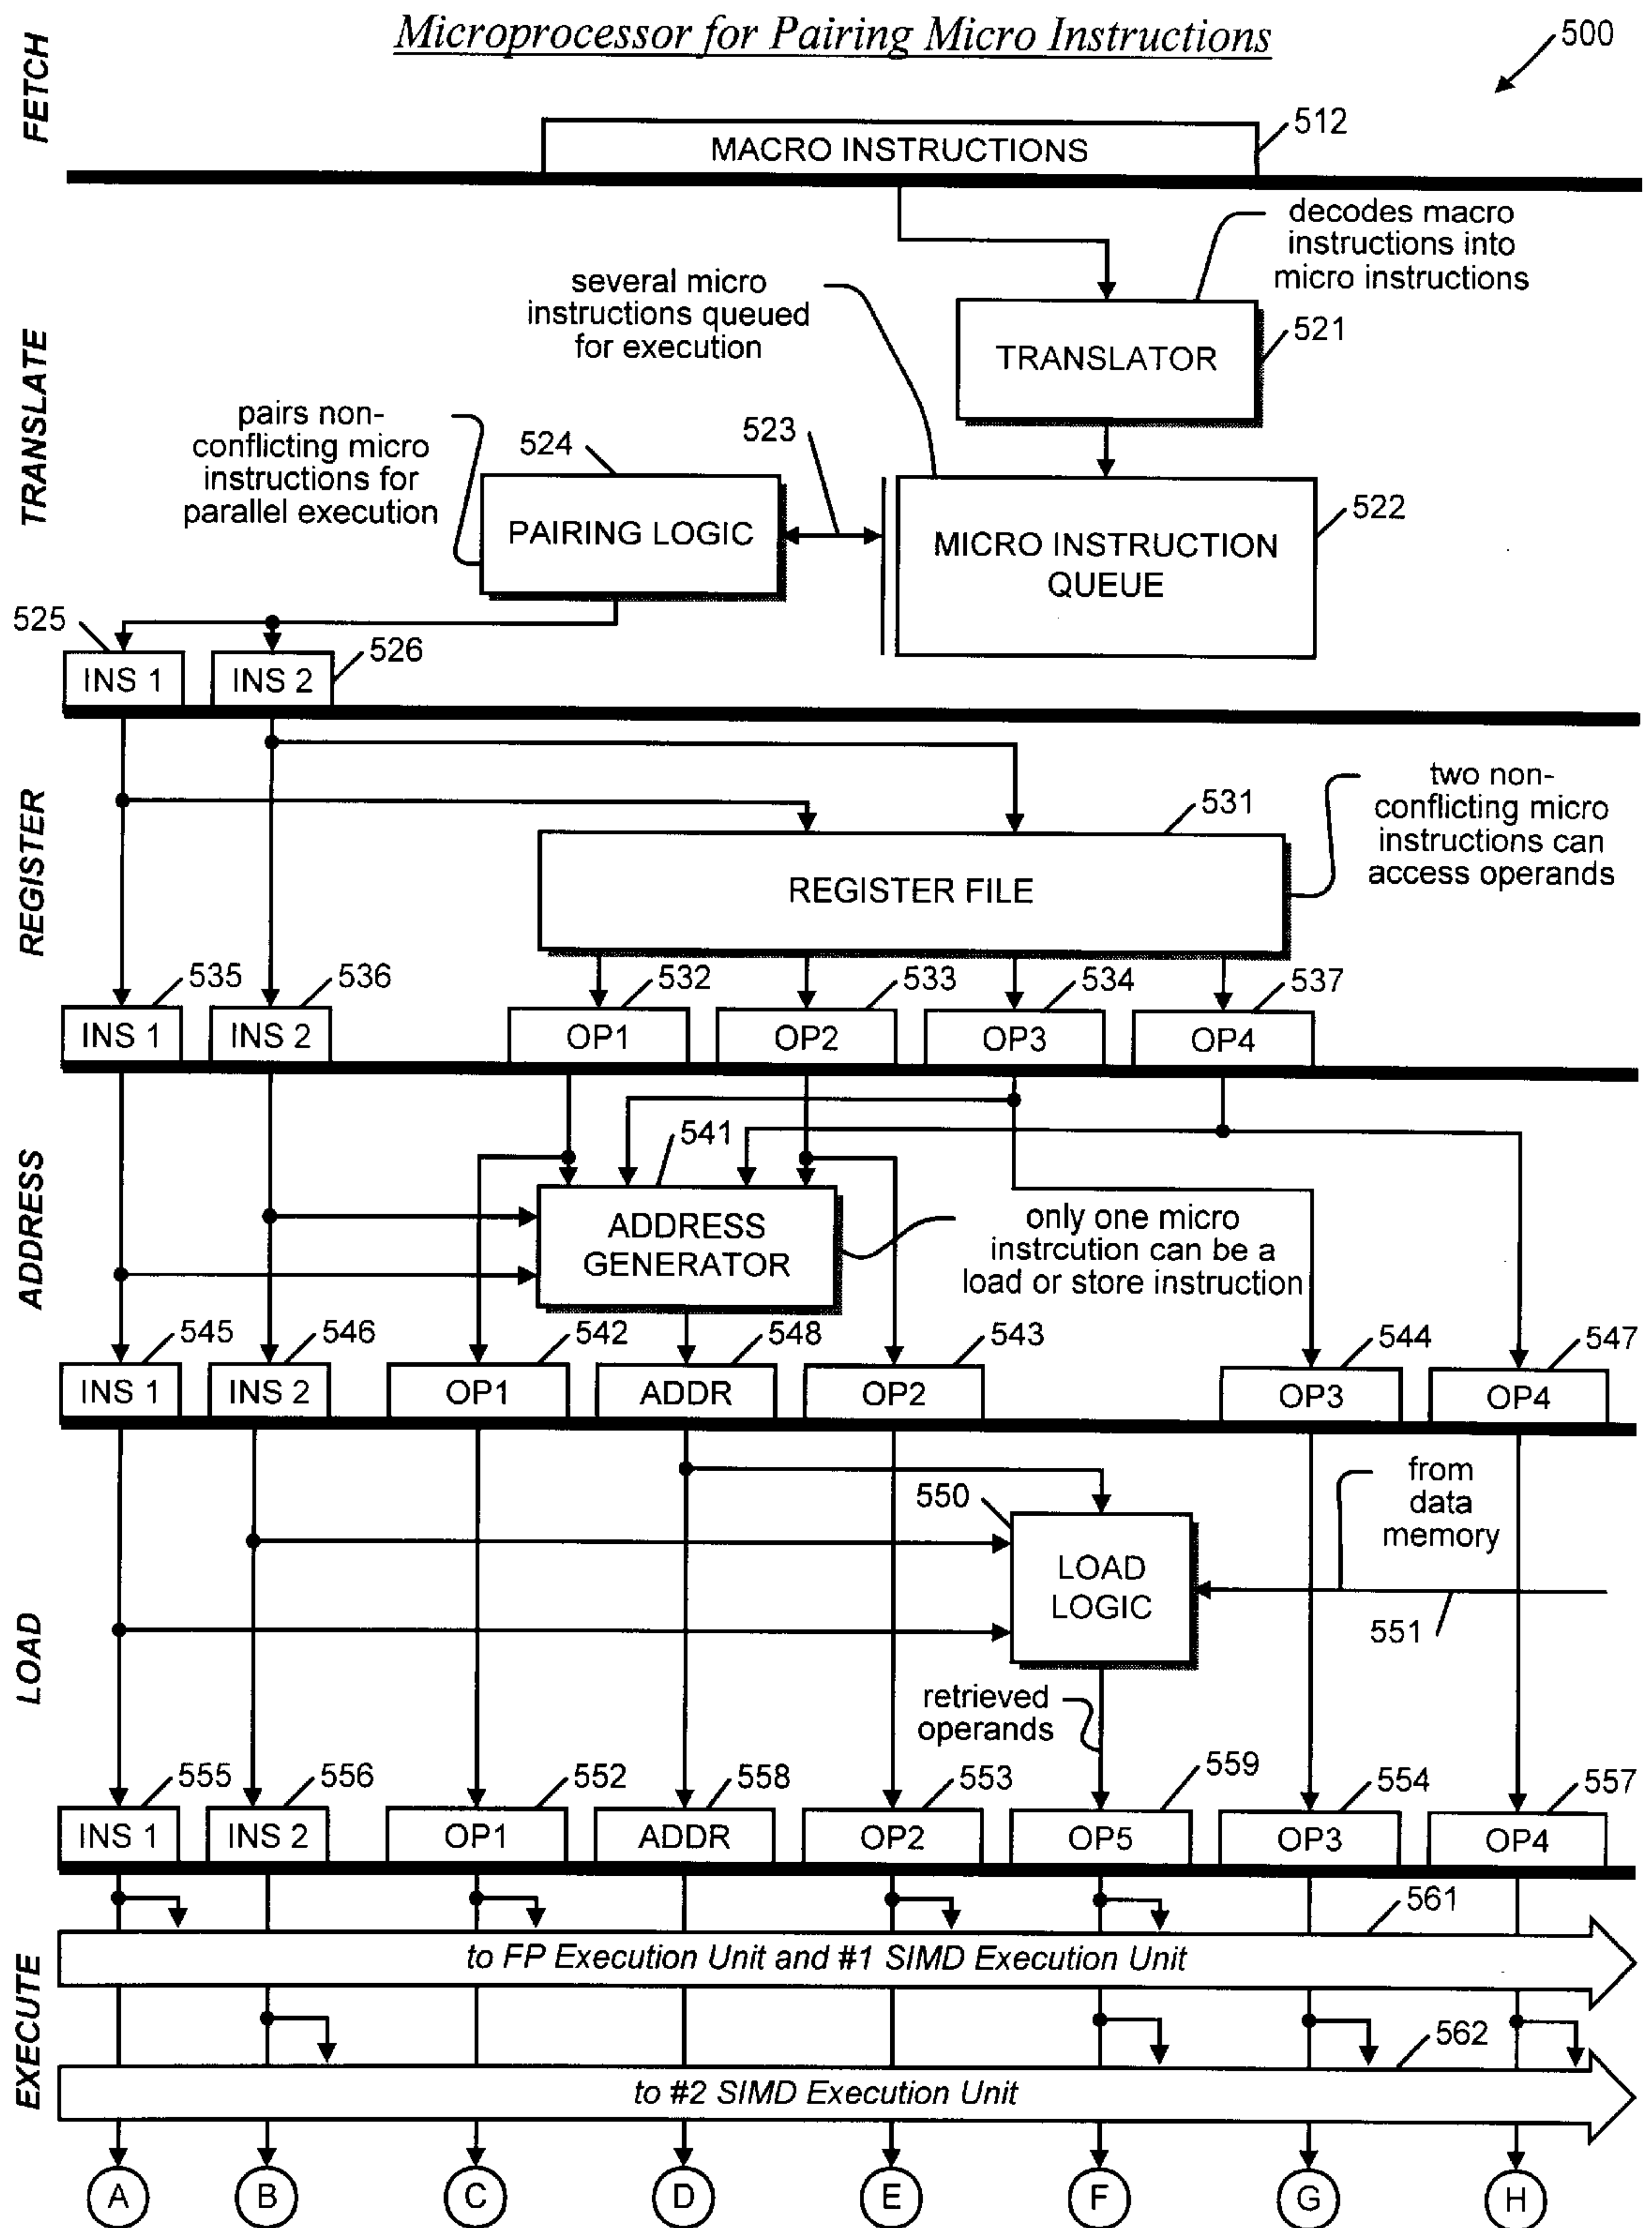 Microprocessor for Pairing Micro Instructions
500
FETCH
512
MACRO INSTRUCTIONS
TRANSLATE
decodes macro
instructions into
micro instructions
several micro
instructions queued
for execution
521
TRANSLATOR
pairs non-
conflicting micro
instructions for
parallel execution
524
523
522
PAIRING LOGIC
MICRO INSTRUCTION
QUEUE
525
526
INS 1
INS 2
REGISTER
two non-
conflicting micro
instructions can
access operands
531
REGISTER FILE
535
536
532
533
534
537
INS 1
INS 2
OP1
OP2
OP3
OP4
ADDRESS
541
ADDRESS
GENERATOR
only one micro
instrcution can be a
load or store instruction
545
546
542
548
543
544
547
INS 1
INS 2
OP1
ADDR
OP2
OP3
OP4
LOAD
from
data
memory
550
LOAD
LOGIC
551
retrieved
operands
555
556
552
558
553
559
554
557
INS 1
INS 2
OP1
ADDR
OP2
OP5
OP3
OP4
EXECUTE
561
to FP Execution Unit and #1 SIMD Execution Unit
562
to #2 SIMD Execution Unit
A
B
C
D
E
F
G
H